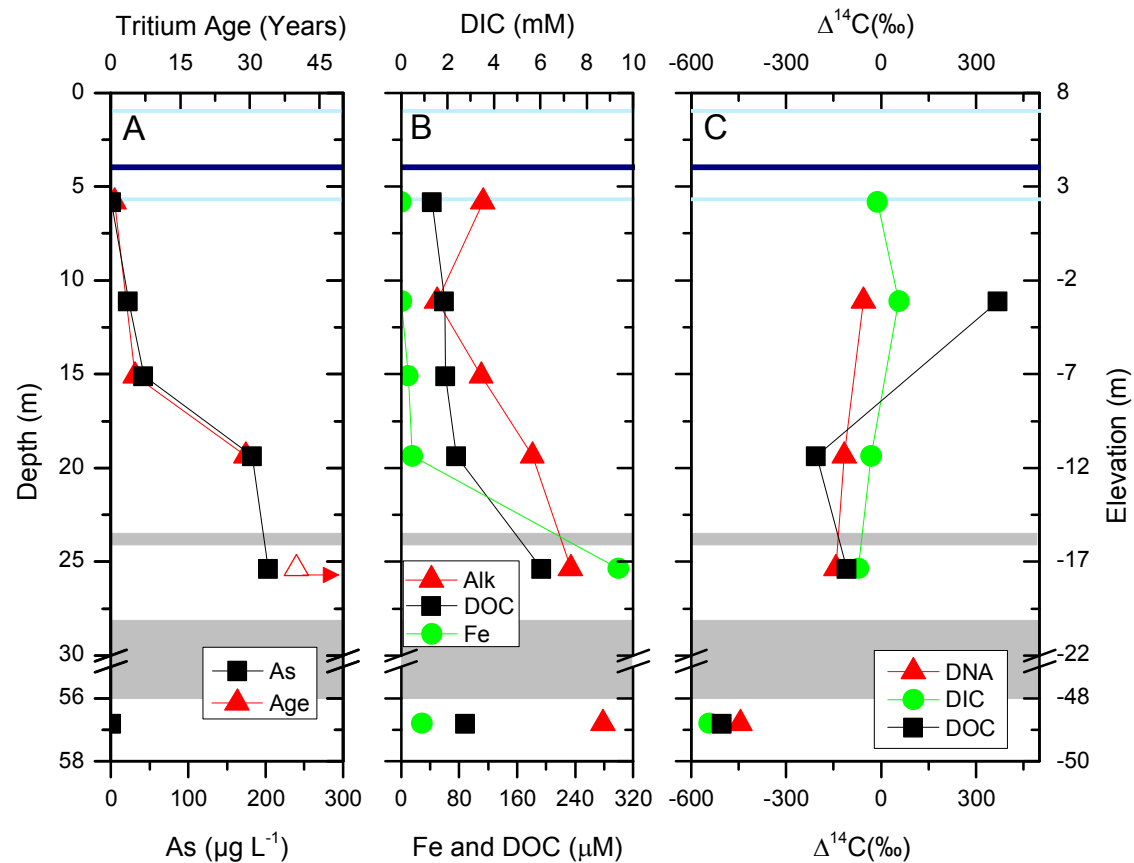 Tritium Age (Years)
DIC (mM)
Δ¹⁴C(‰)
0 15 30 45
0 2 4 6 8 10
-600 -300 0 300
0
5
10
15
20
25
30
56
58
Depth (m)
A
B
C
8
3
-2
-7
-12
-17
-22
-48
-50
Elevation (m)
As
Age
Alk
DOC
Fe
DNA
DIC
DOC
0 100 200 300
0 80 160 240 320
-600 -300 0 300
As (µg L⁻¹)
Fe and DOC (µM)
Δ¹⁴C(‰)